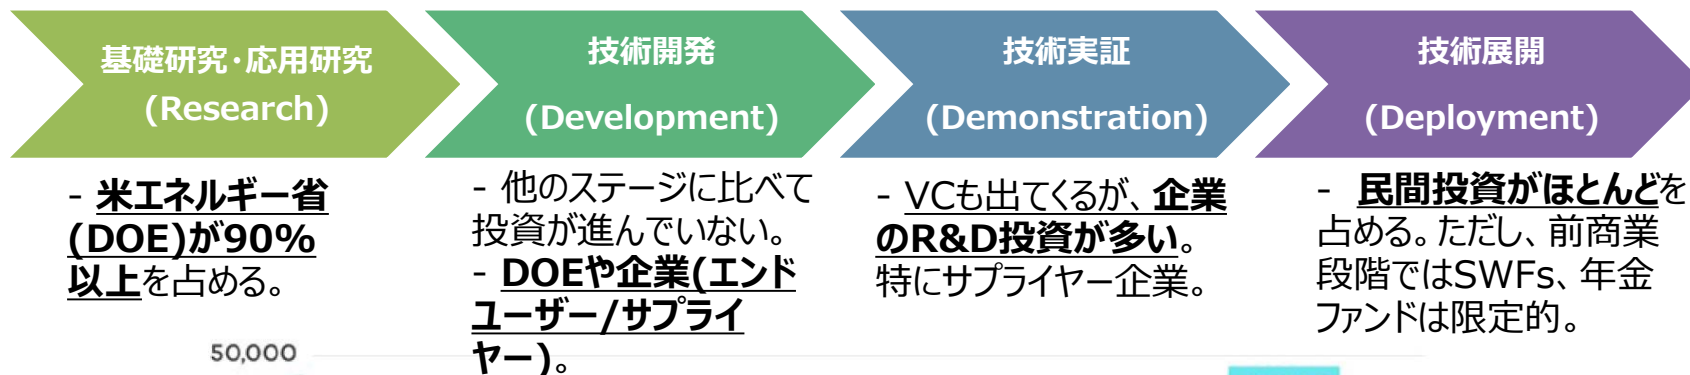 基礎研究・応用研究
(Research)
技術開発
(Development)
技術実証
(Demonstration)
技術展開
(Deployment)
- 米エネルギー省
(DOE)が90%
以上を占める。
- 他のステージに比べて
投資が進んでいない。
- DOEや企業(エンド
ユーザー/サプライ
ヤー)。
- VCも出てくるが、企業
のR&D投資が多い。
特にサプライヤー企業。
- 民間投資がほとんどを
占める。ただし、前商業
段階ではSWFs、年金
ファンドは限定的。
50,000